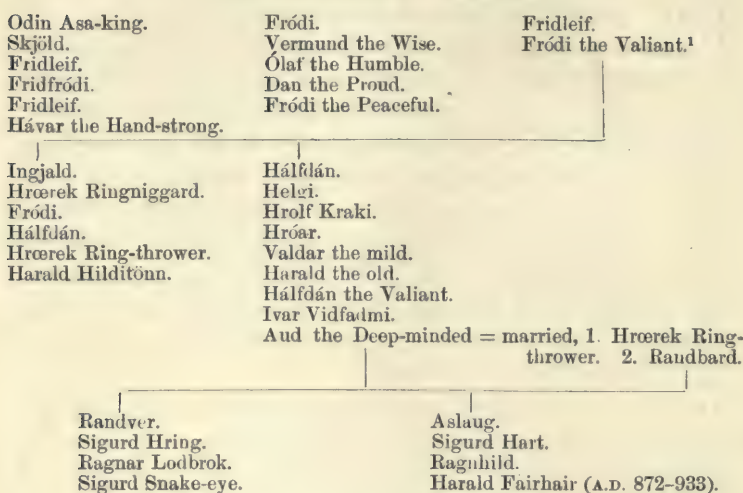 Odin Asa-king.
Skjöld.
Fridleif.
Fridfródi.
Fridleif.
Hávar the Hand-strong.
Fródi.
Vermund the Wise.
Ólaf the Humble.
Dan the Proud.
Fródi the Peaceful.
Fridleif.
Fródi the Valiant.¹
Ingjald.
Hrœrek Ringniggard.
Fródi.
Hálfdán.
Hrœrek Ring-thrower.
Harald Hilditönn.
Hálfdán.
Helgi.
Hrolf Kraki.
Hróar.
Valdar the mild.
Harald the old.
Hálfdán the Valiant.
Ivar Vidfadmi.
Aud the Deep-minded = married, 1. Hrœrek Ring-
thrower. 2. Raudbard.
Randver.
Sigurd Hring.
Ragnar Lodbrok.
Sigurd Snake-eye.
Aslaug.
Sigurd Hart.
Ragnhild.
Harald Fairhair (A.D. 872–933).